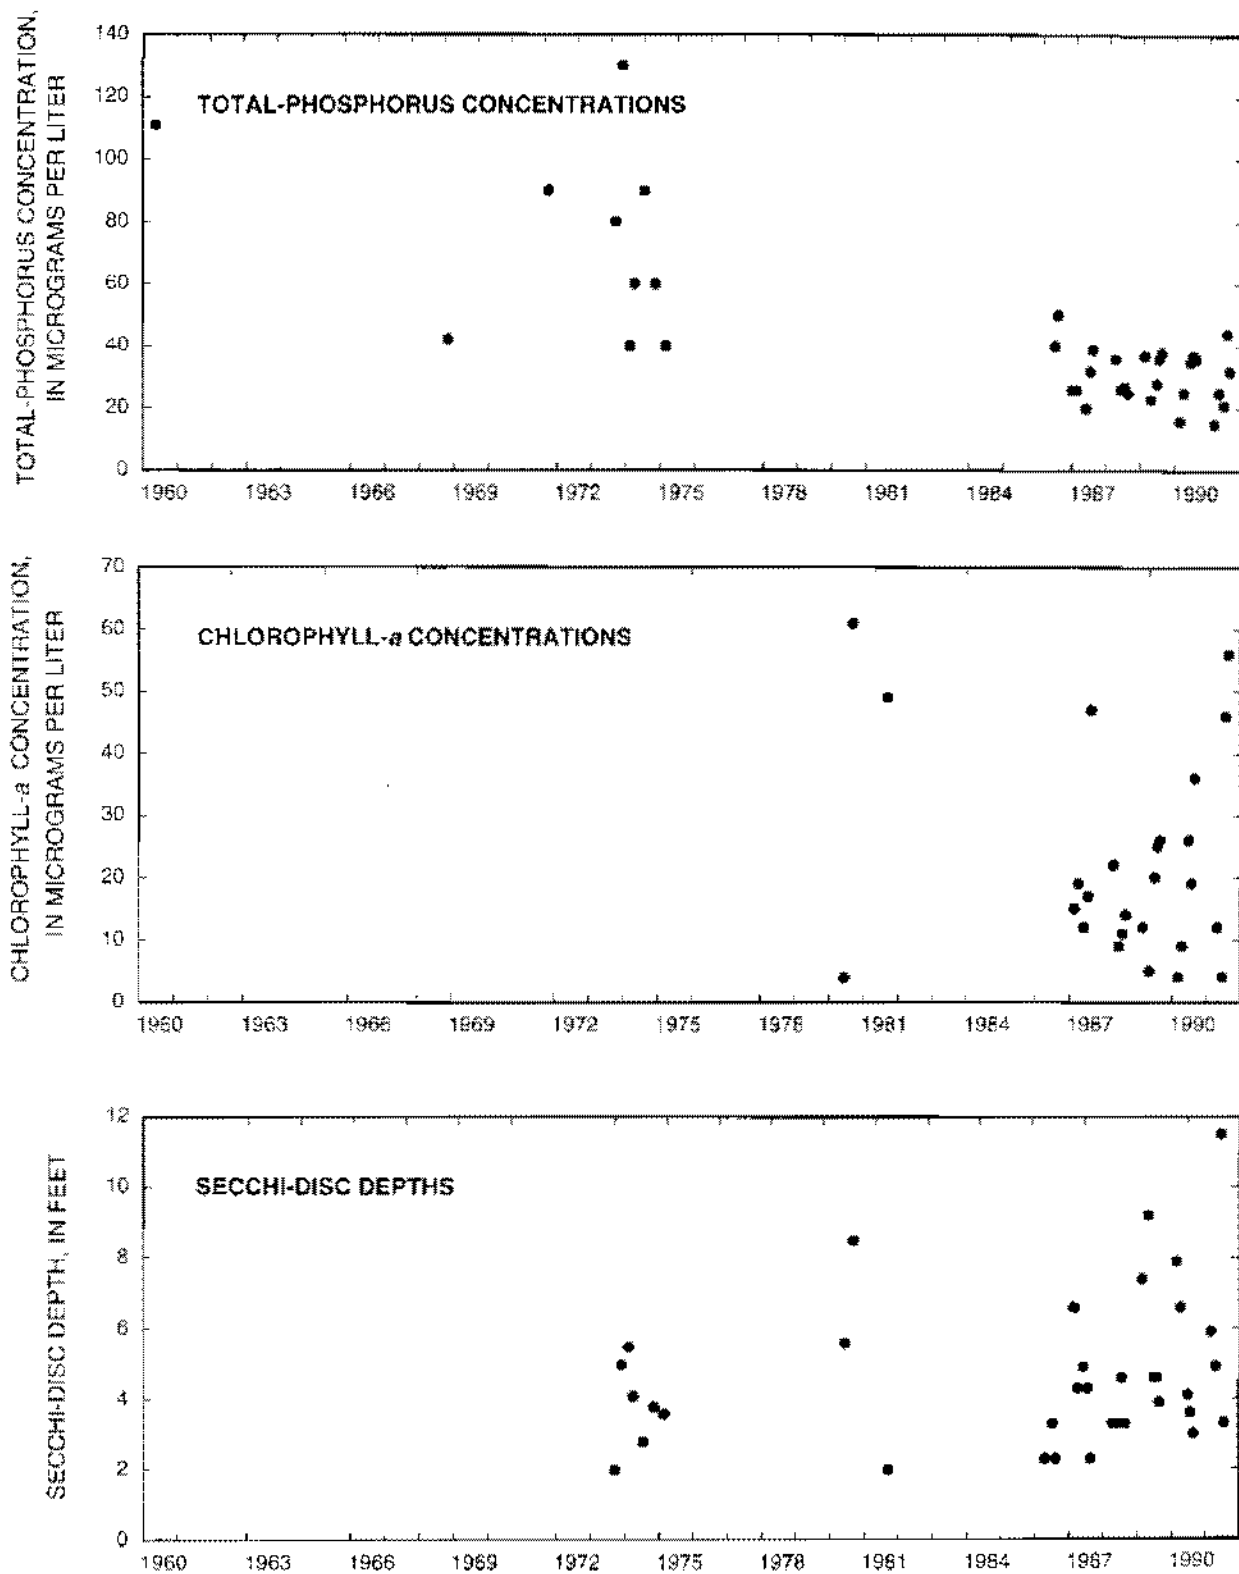 TOTAL-PHOSPHORUS CONCENTRATION,
IN MICROGRAMS PER LITER
140
120
100
80
60
40
20
0
TOTAL-PHOSPHORUS CONCENTRATIONS
1960 1963 1966 1969 1972 1975 1978 1981 1984 1987 1990
CHLOROPHYLL-a CONCENTRATION,
IN MICROGRAMS PER LITER
70
60
50
40
30
20
10
0
CHLOROPHYLL-a CONCENTRATIONS
1960 1963 1966 1969 1972 1975 1978 1981 1984 1987 1990
SECCHI-DISC DEPTH, IN FEET
12
10
8
6
4
2
0
SECCHI-DISC DEPTHS
1960 1963 1966 1969 1972 1975 1978 1981 1984 1987 1990